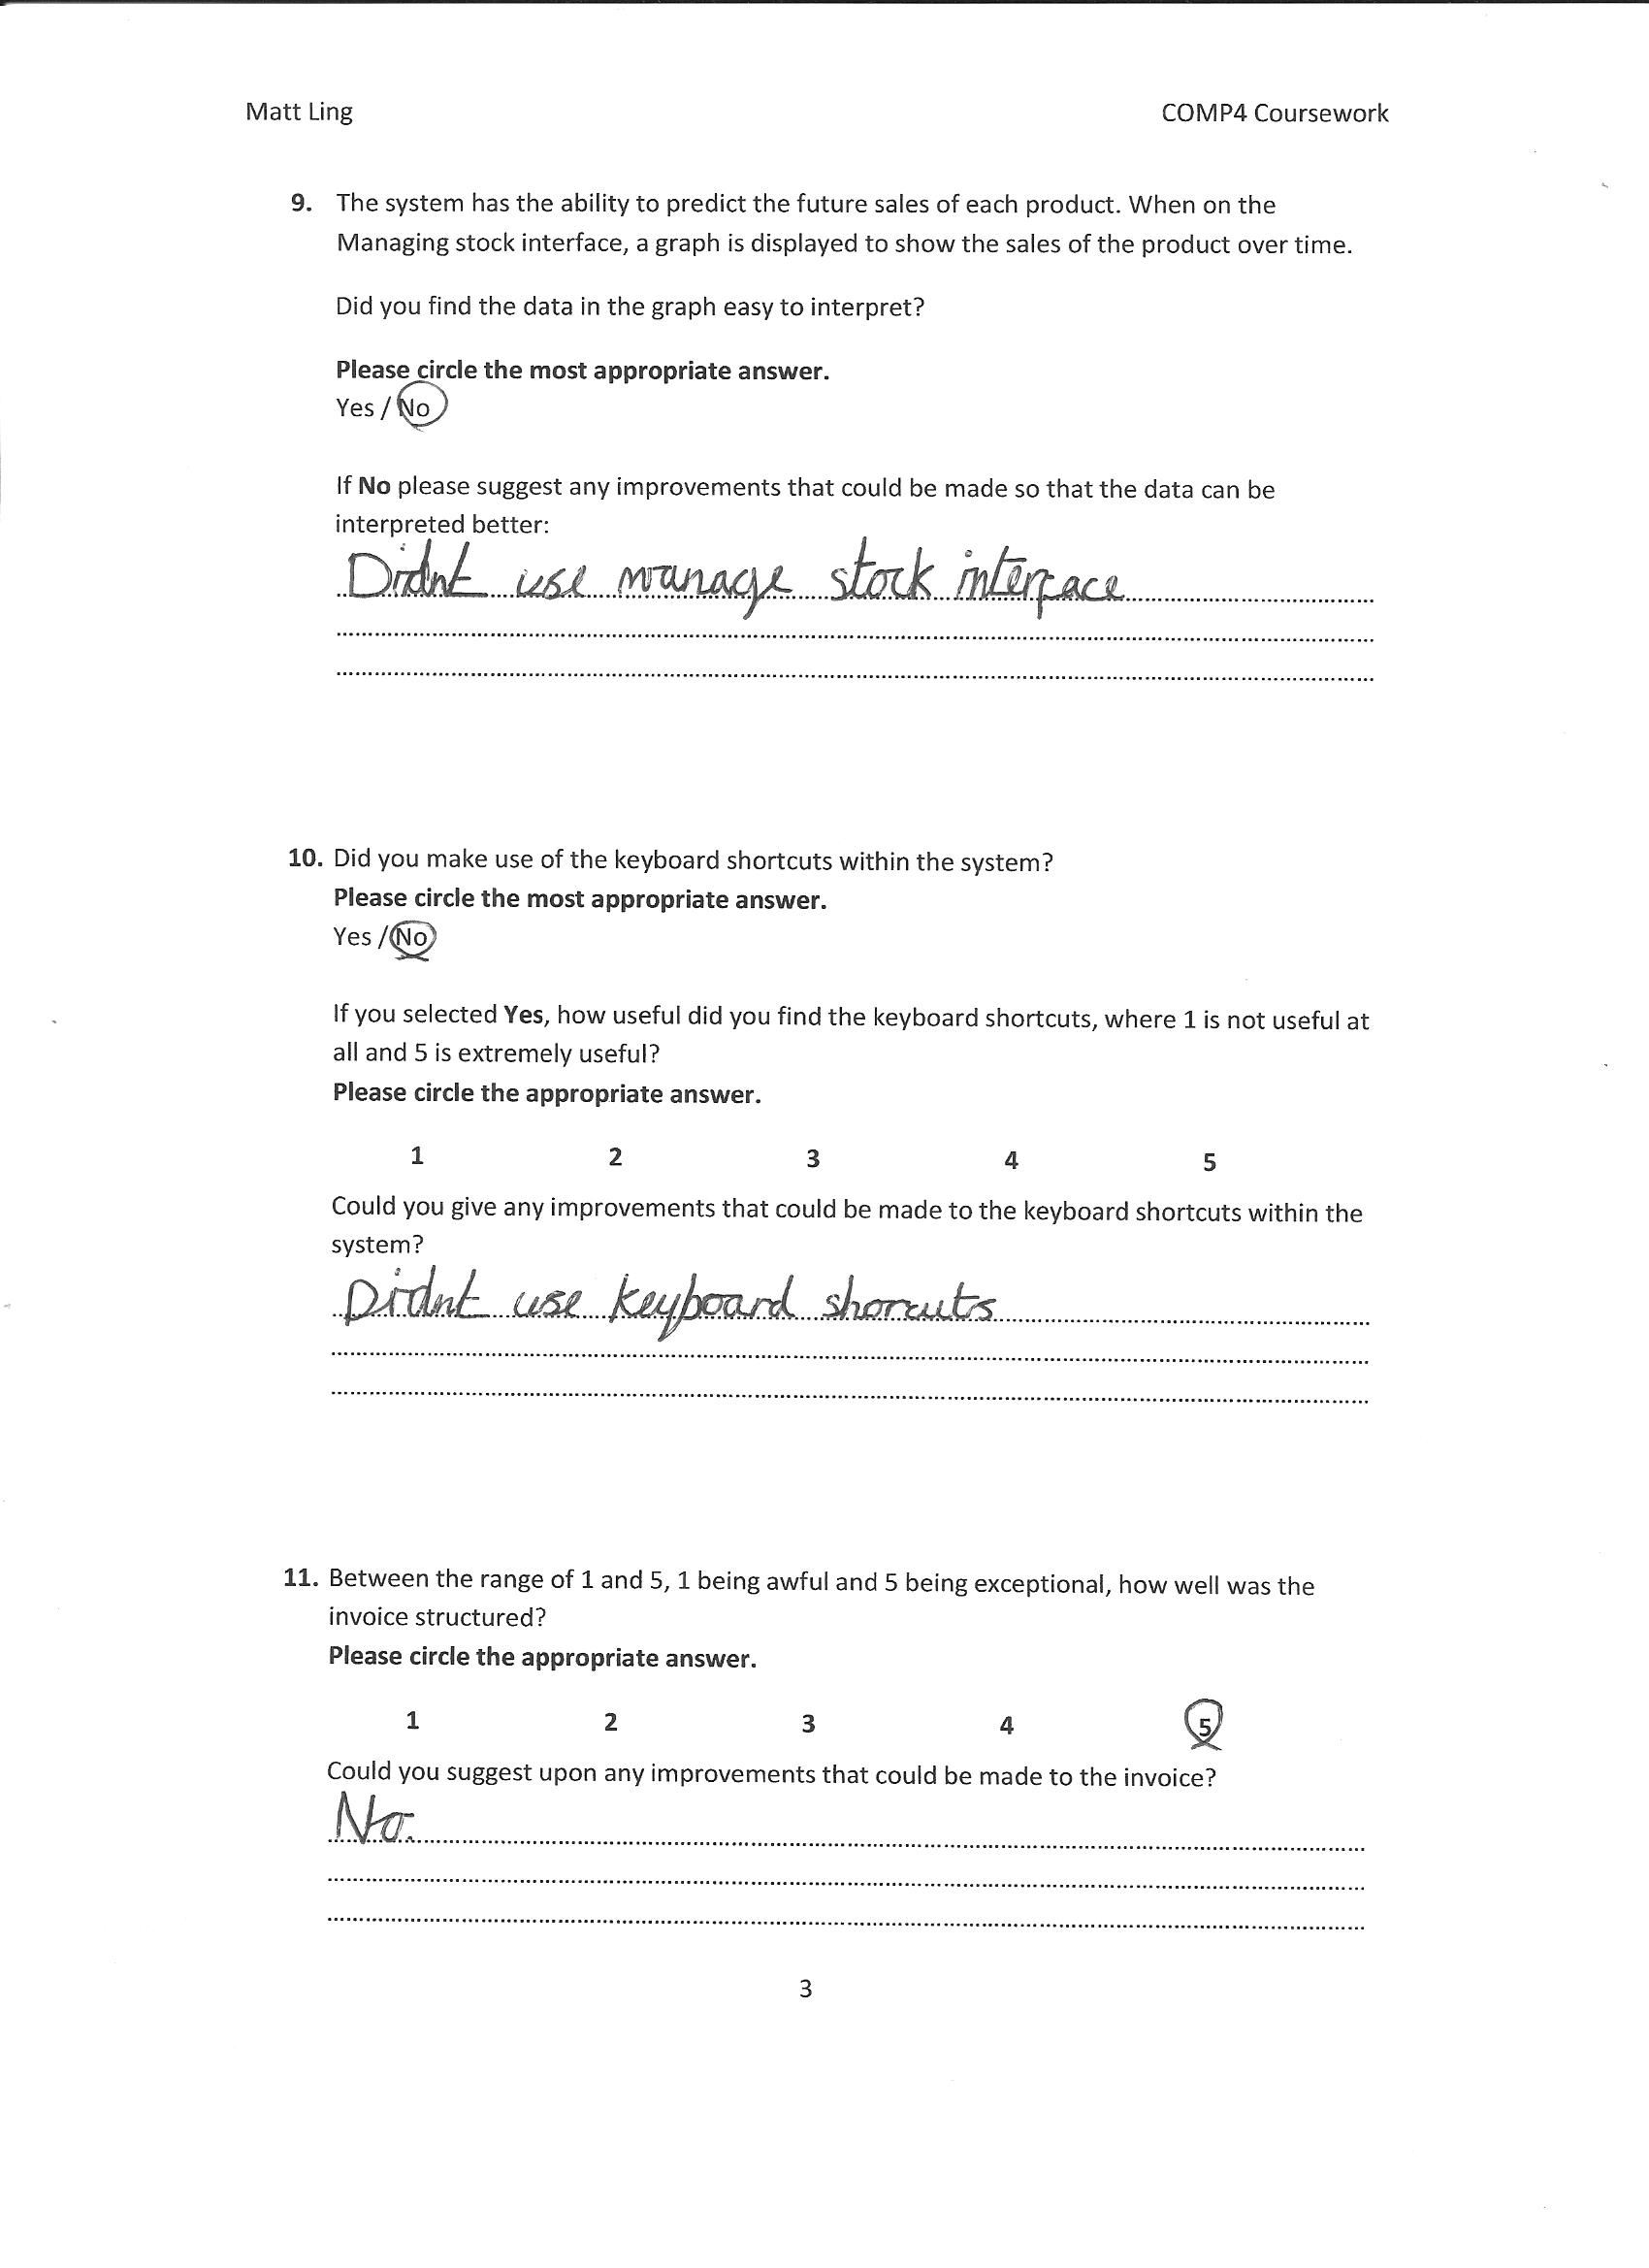 Matt Ling COMP4 Coursework
9. The system has the ability to predict the future sales of each product. When on the
Managing stock interface, a graph is displayed to show the sales of the product over time.
Did you find the data in the graph easy to interpret?
Please circle the most appropriate answer.
Yes / No
If No please suggest any improvements that could be made so that the data can be
interpreted better:
Didnt use manage stock interface
10. Did you make use of the keyboard shortcuts within the system?
Please circle the most appropriate answer.
Yes / No
If you selected Yes, how useful did you find the keyboard shortcuts, where 1 is not useful at
all and 5 is extremely useful?
Please circle the appropriate answer.
1 2 3 4 5
Could you give any improvements that could be made to the keyboard shortcuts within the
system?
Didnt use keyboard shorcuts
11. Between the range of 1 and 5, 1 being awful and 5 being exceptional, how well was the
invoice structured?
Please circle the appropriate answer.
1 2 3 4 5
Could you suggest upon any improvements that could be made to the invoice?
No.
3